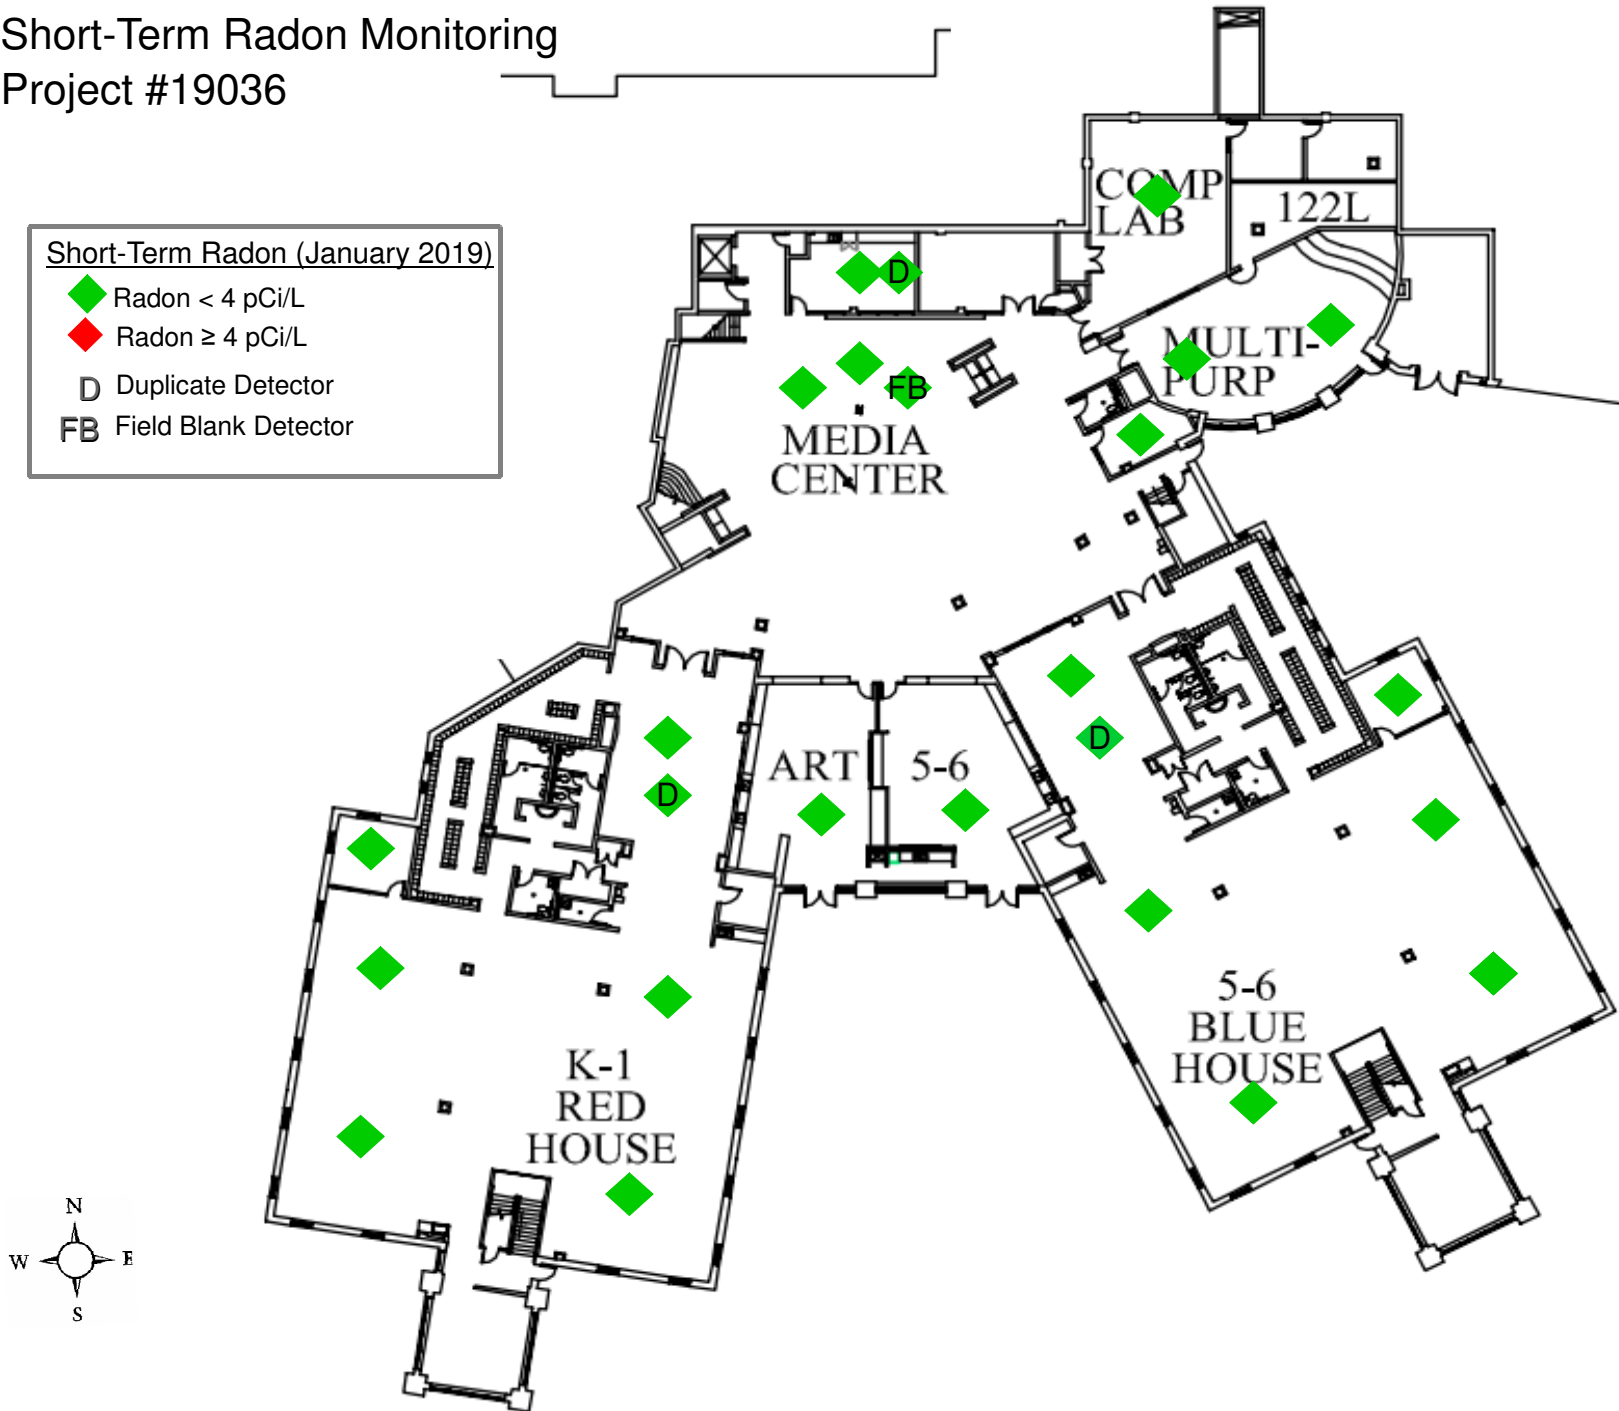 Short-Term Radon Monitoring
Project #19036
Short-Term Radon (January 2019)
Radon < 4 pCi/L
Radon ≥ 4 pCi/L
D Duplicate Detector
FB Field Blank Detector
COMP
LAB
122L
D
MULTI-
PURP
FB
MEDIA
CENTER
D
D
ART
5-6
5-6
BLUE
HOUSE
K-1
RED
HOUSE
N
W E
S